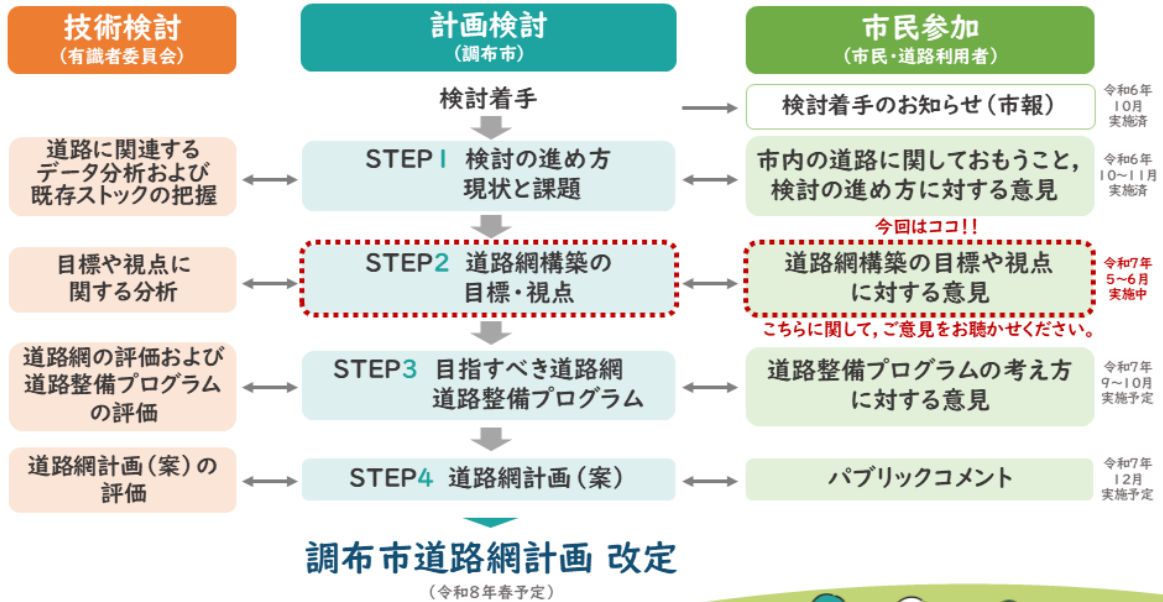 技術検討
（有識者委員会）
計画検討
（調布市）
市民参加
（市民・道路利用者）
検討着手
検討着手のお知らせ（市報）
令和6年
10月
実施済
道路に関連する
データ分析および
既存ストックの把握
STEP1 検討の進め方
現状と課題
市内の道路に関しておもうこと，
検討の進め方に対する意見
令和6年
10～11月
実施済
今回はココ！！
目標や視点に
関する分析
STEP2 道路網構築の
目標・視点
道路網構築の目標や視点
に対する意見
令和7年
5～6月
実施中
こちらに関して，ご意見をお聴かせください。
道路網の評価および
道路整備プログラム
の評価
STEP3 目指すべき道路網
道路整備プログラム
道路整備プログラムの考え方
に対する意見
令和7年
9～10月
実施予定
道路網計画（案）の
評価
STEP4 道路網計画（案）
パブリックコメント
令和7年
12月
実施予定
調布市道路網計画 改定
（令和8年春予定）